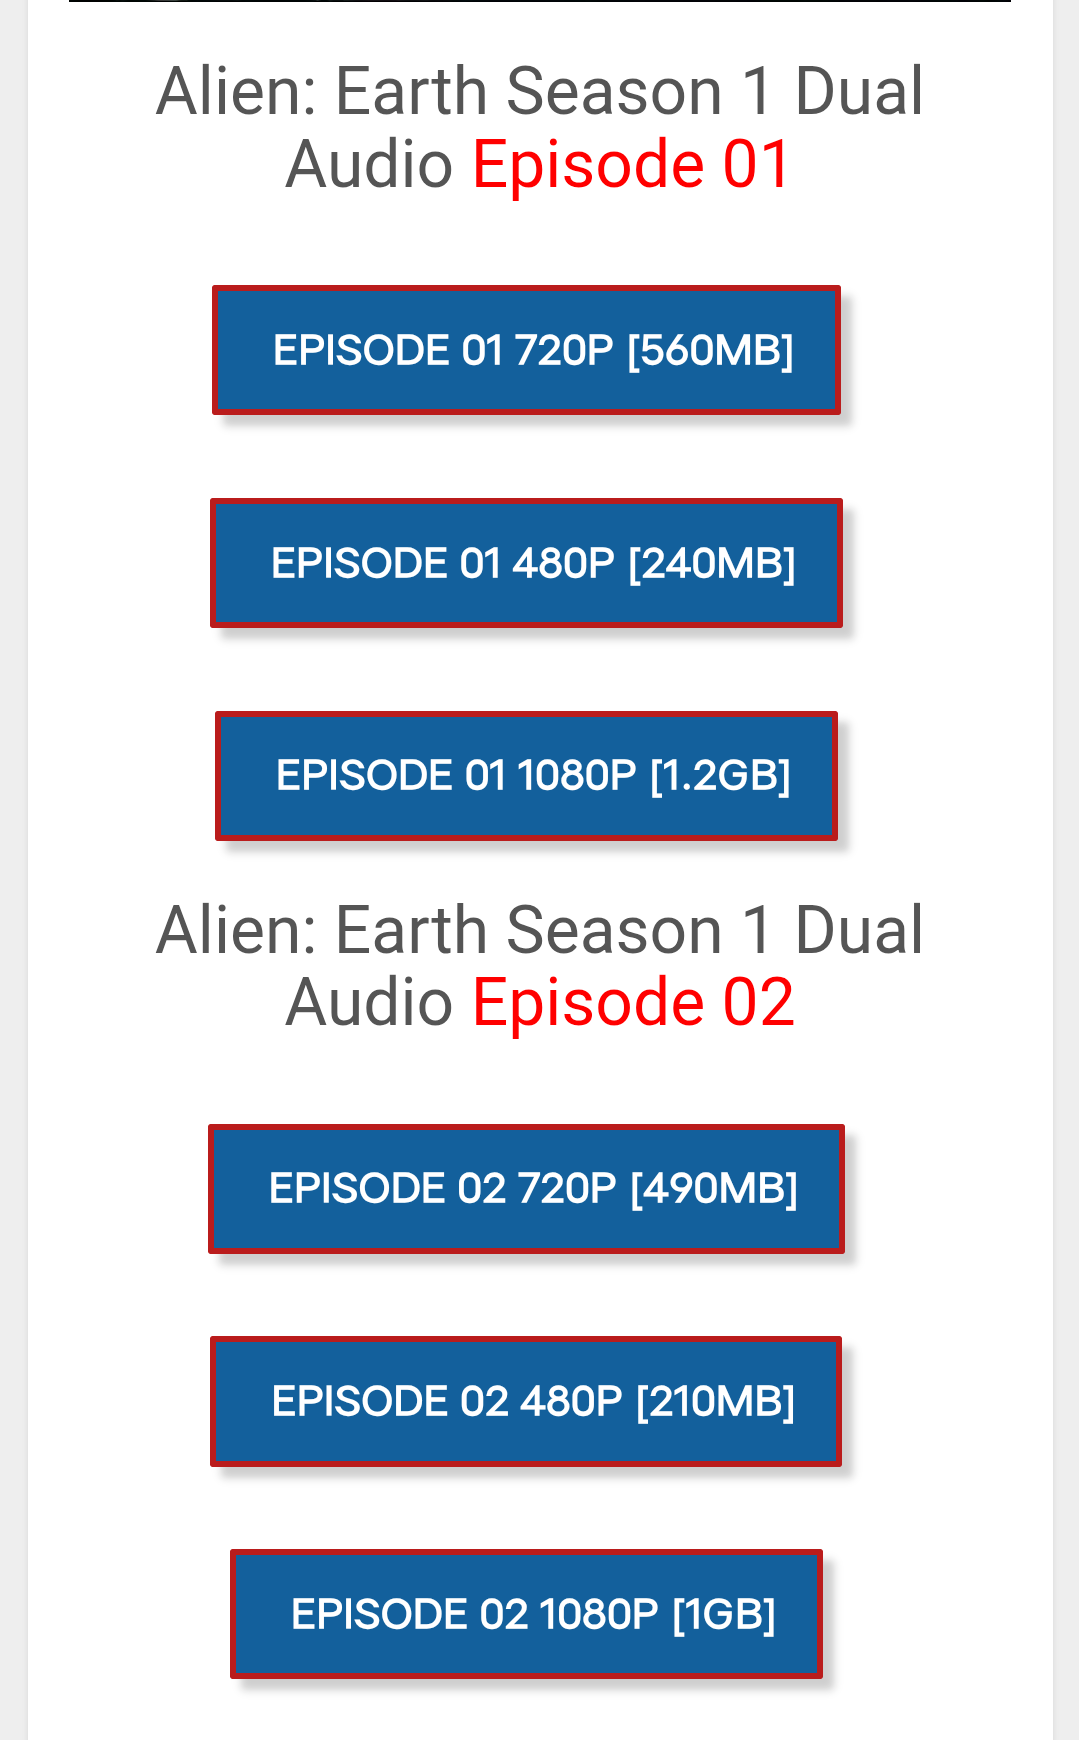 Alien: Earth Season 1 Dual
Audio Episode 01
EPISODE 01 720P [560MB]
EPISODE 01 480P [240MB]
EPISODE 01 1080P [1.2GB]
Alien: Earth Season 1 Dual
Audio Episode 02
EPISODE 02 720P [490MB]
EPISODE 02 480P [210MB]
EPISODE 02 1080P [1GB]